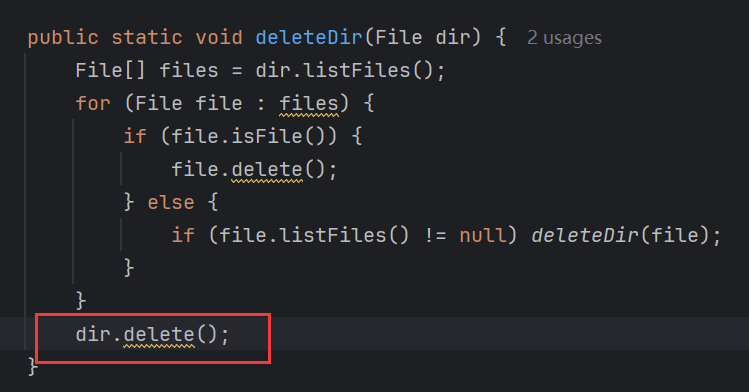 public static void deleteDir(File dir) {  2 usages
    File[] files = dir.listFiles();
    for (File file : files) {
        if (file.isFile()) {
            file.delete();
        } else {
            if (file.listFiles() != null) deleteDir(file);
        }
    }
    dir.delete();
}